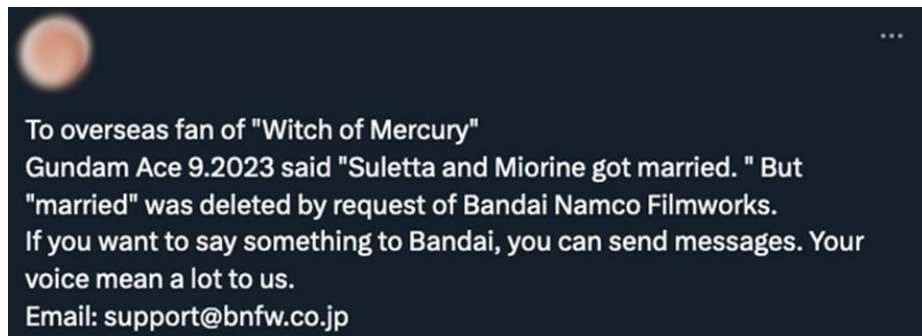 To overseas fan of "Witch of Mercury"
Gundam Ace 9.2023 said "Suletta and Miorine got married. " But
"married" was deleted by request of Bandai Namco Filmworks.
If you want to say something to Bandai, you can send messages. Your
voice mean a lot to us.
Email: support@bnfw.co.jp